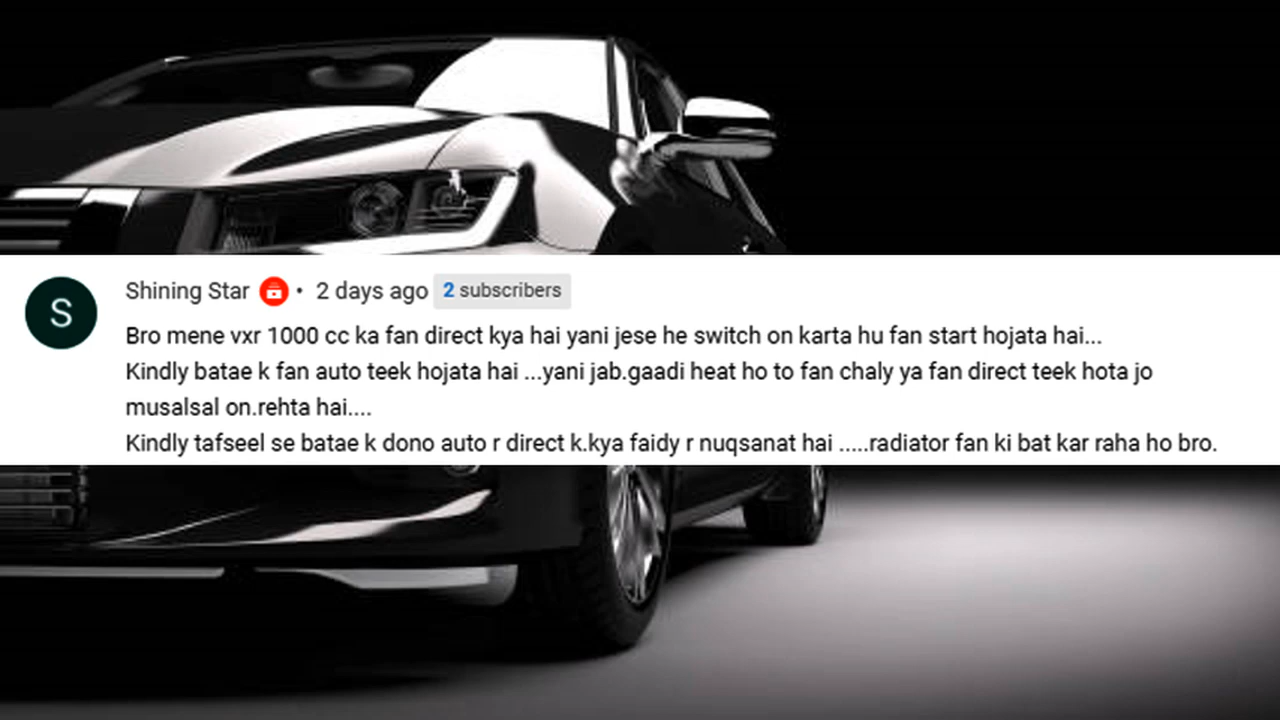 S
Shining Star • 2 days ago 2 subscribers
Bro mene vxr 1000 cc ka fan direct kya hai yani jese he switch on karta hu fan start hojata hai...
Kindly batae k fan auto teek hojata hai ...yani jab.gaadi heat ho to fan chaly ya fan direct teek hota jo
musalsal on.rehta hai....
Kindly tafseel se batae k dono auto r direct k.kya faidy r nuqsanat hai .....radiator fan ki bat kar raha ho bro.